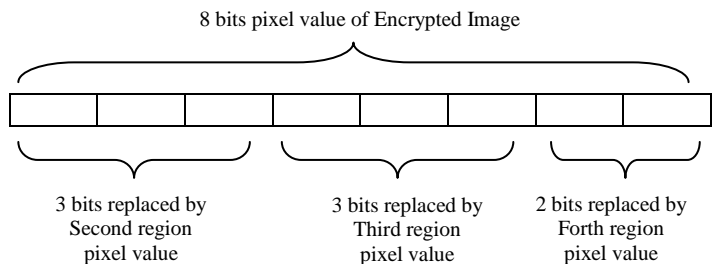 8 bits pixel value of Encrypted Image
3 bits replaced by
Second region
pixel value
3 bits replaced by
Third region
pixel value
2 bits replaced by
Forth region
pixel value